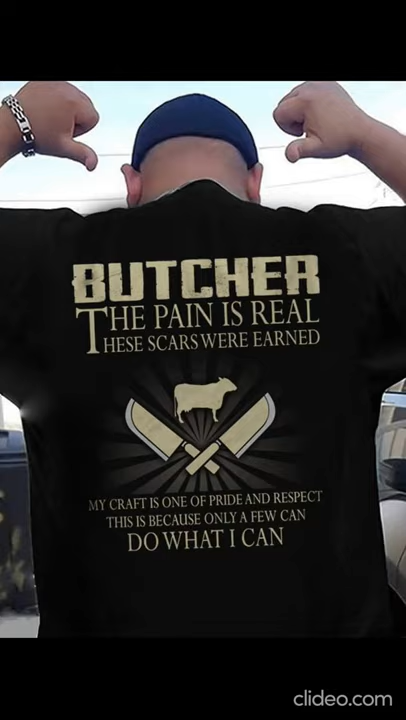 BUTCHER
THE PAIN IS REAL
THESE SCARS WERE EARNED
MY CRAFT IS ONE OF PRIDE AND RESPECT
THIS IS BECAUSE ONLY A FEW CAN
DO WHAT I CAN
clideo.com